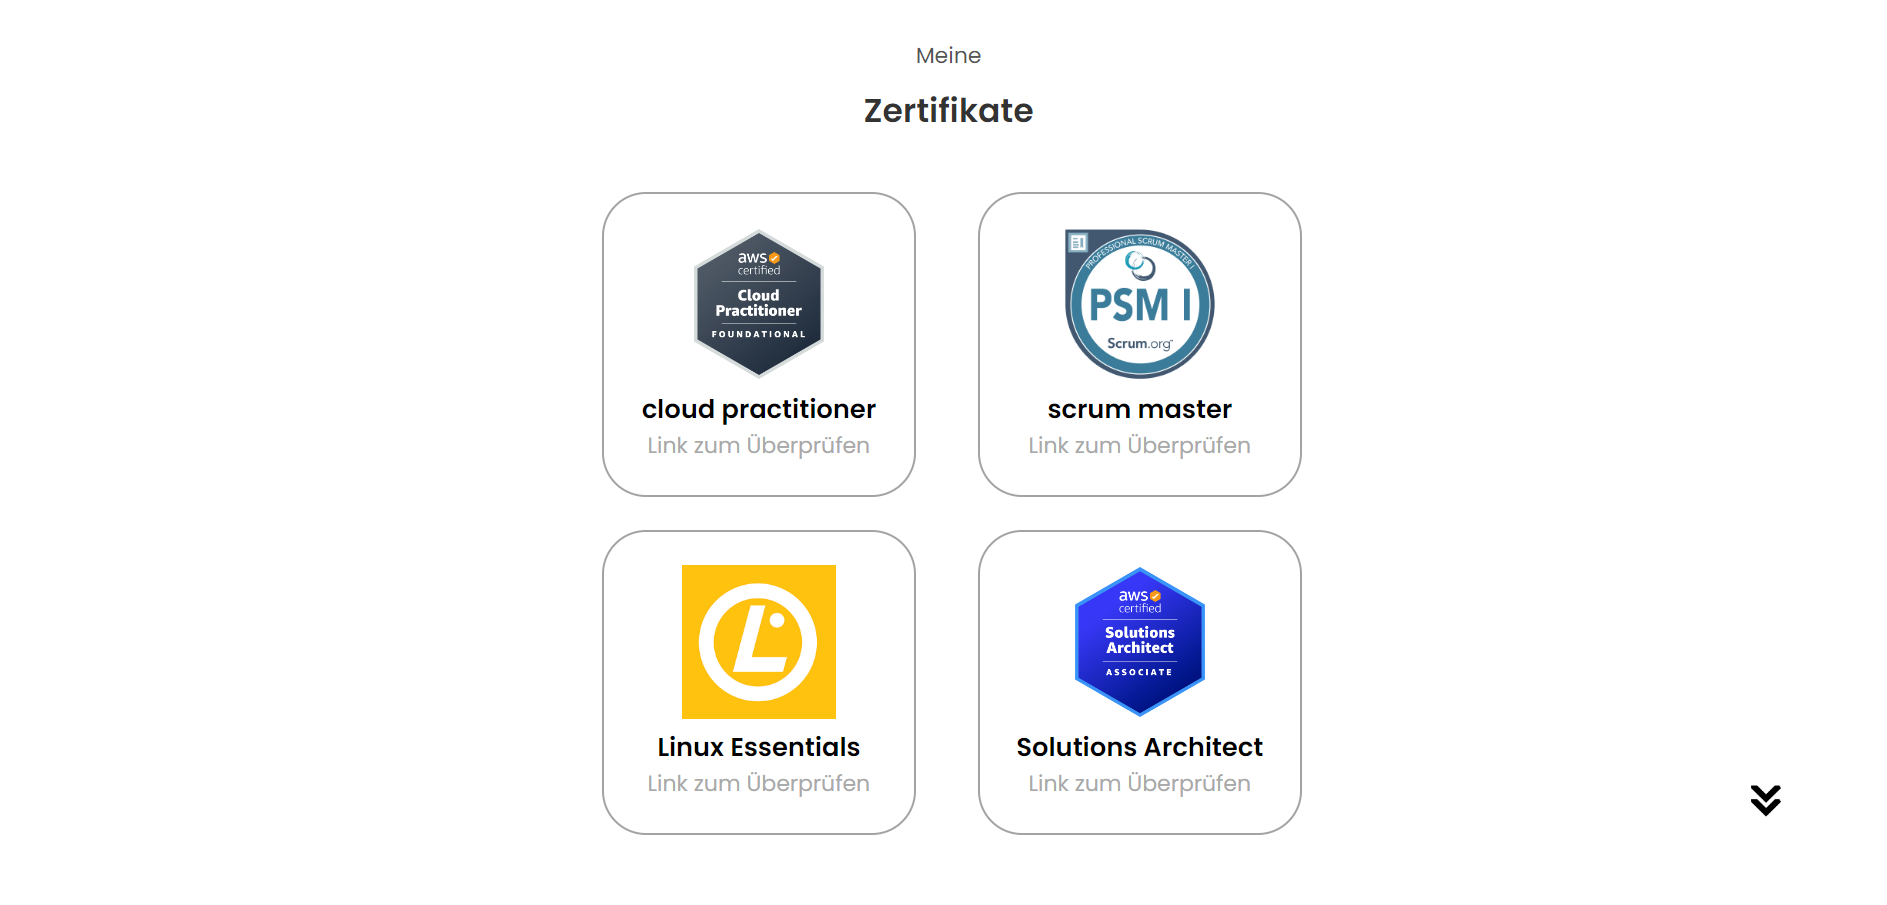 Meine
Zertifikate
aws
certified
Cloud
Practitioner
FOUNDATIONAL
cloud practitioner
Link zum Überprüfen
PROFESSIONAL SCRUM MASTER I
PSM I
Scrum.org™
scrum master
Link zum Überprüfen
L
Linux Essentials
Link zum Überprüfen
aws
certified
Solutions
Architect
ASSOCIATE
Solutions Architect
Link zum Überprüfen